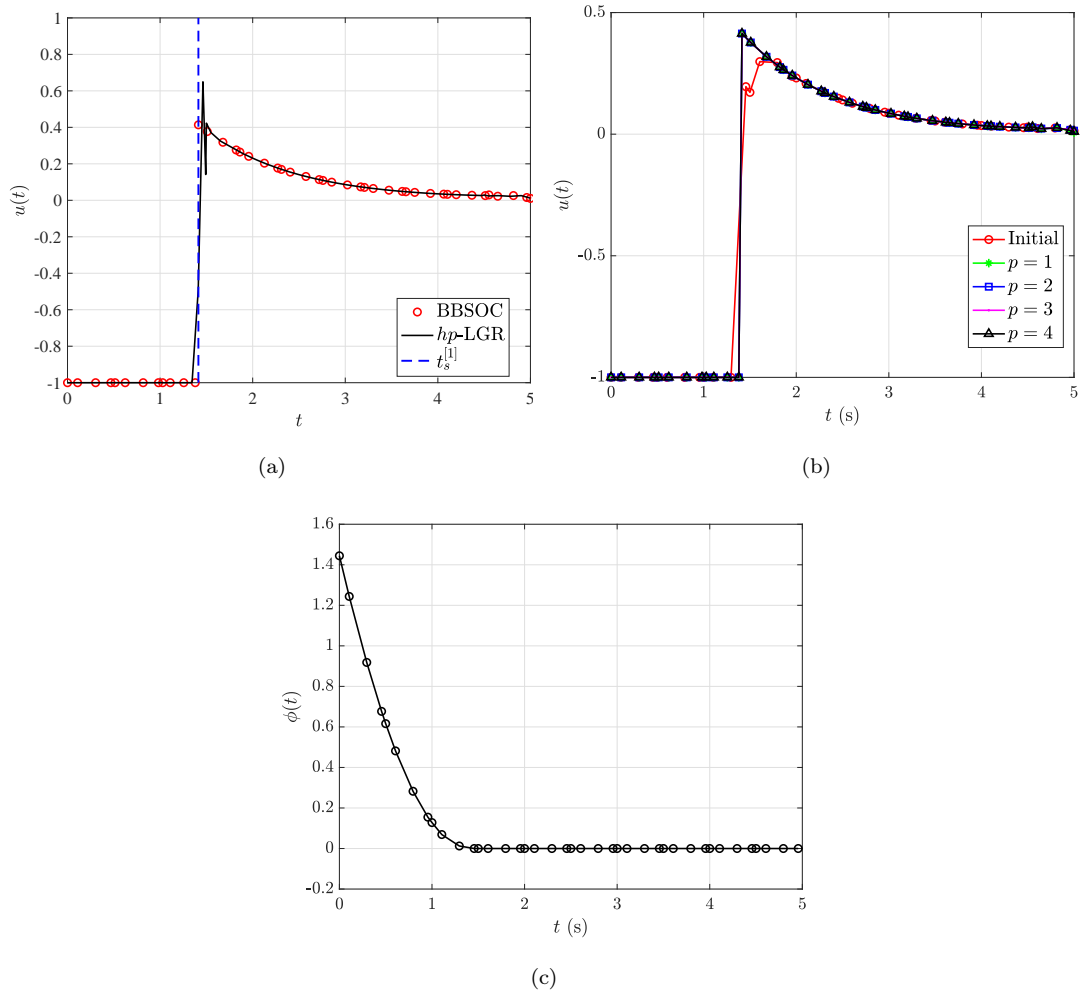 1
0.8
0.6
0.4
0.2
0
-0.2
-0.4
-0.6
-0.8
-1
u(t)
0 1 2 3 4 5
t
BBSOC
hp-LGR
t_s^{[1]}
(a)
0.5
0
-0.5
-1
u(t)
0 1 2 3 4 5
t (s)
Initial
p = 1
p = 2
p = 3
p = 4
(b)
1.6
1.4
1.2
1
0.8
0.6
0.4
0.2
0
-0.2
ϕ(t)
0 1 2 3 4 5
t (s)
(c)